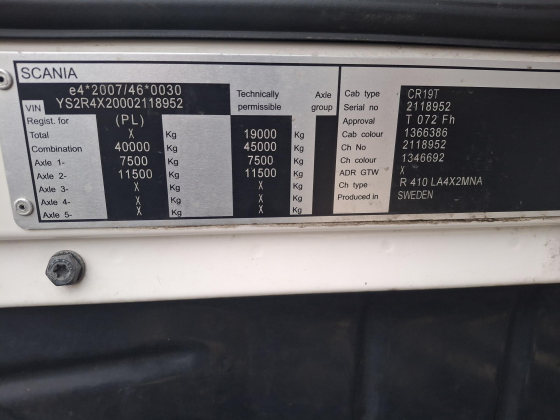 SCANIA
e4*2007/46*0030
VIN YS2R4X20002118952 Technically permissible Axle group
Regist. for (PL)
Total X Kg 19000 Kg
Combination 40000 Kg 45000 Kg
Axle 1- 7500 Kg 7500 Kg
Axle 2- 11500 Kg 11500 Kg
Axle 3- X Kg X Kg
Axle 4- X Kg X Kg
Axle 5- X Kg X Kg
Cab type CR19T
Serial no 2118952
Approval T 072 Fh
Cab colour 1366386
Ch No 2118952
Ch colour 1346692
ADR GTW X
Ch type R 410 LA4X2MNA
Produced in SWEDEN